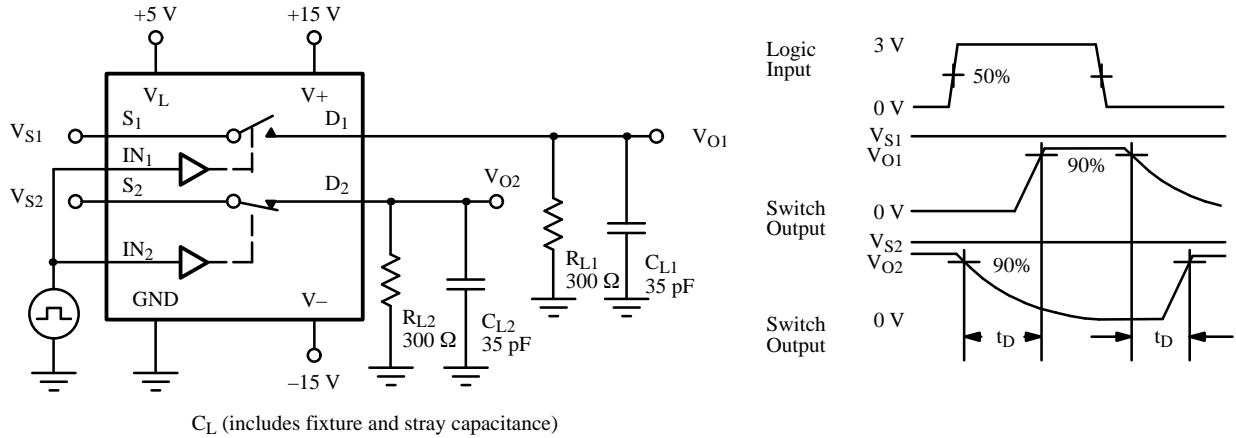 +5 V
+15 V
V_L
V+
V_S1
S_1
D_1
V_O1
IN_1
V_S2
S_2
D_2
V_O2
IN_2
GND
V–
R_L1
300 Ω
C_L1
35 pF
R_L2
300 Ω
C_L2
35 pF
–15 V
C_L (includes fixture and stray capacitance)
Logic
Input
3 V
50%
0 V
V_S1
V_O1
90%
Switch
Output
0 V
V_S2
V_O2
90%
Switch
Output
0 V
t_D
t_D